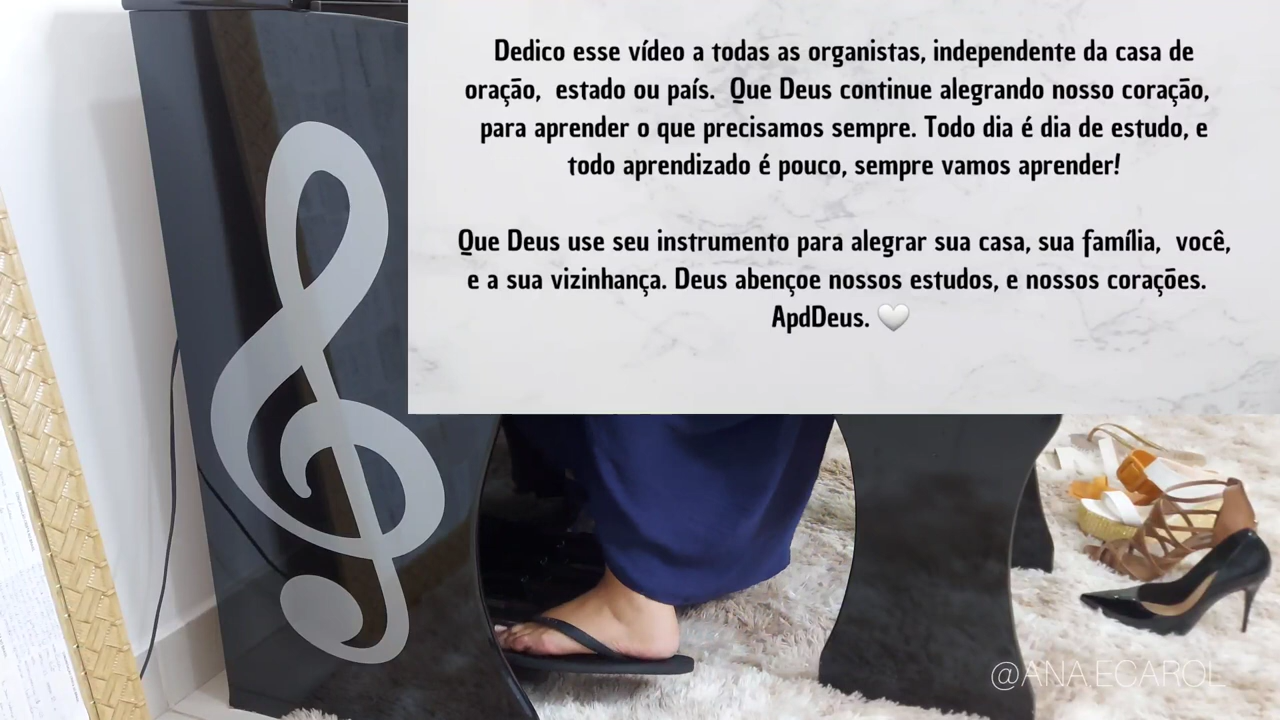 Dedico esse vídeo a todas as organistas, independente da casa de
oração, estado ou país. Que Deus continue alegrando nosso coração,
para aprender o que precisamos sempre. Todo dia é dia de estudo, e
todo aprendizado é pouco, sempre vamos aprender!
Que Deus use seu instrumento para alegrar sua casa, sua família, você,
e a sua vizinhança. Deus abençoe nossos estudos, e nossos corações.
ApdDeus. 🤍
@ANA.ECAROL